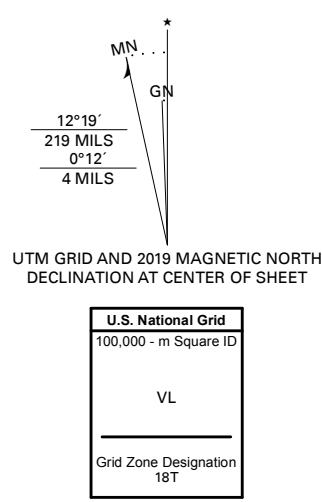 MN
GN
12°19´
219 MILS
0°12´
4 MILS
UTM GRID AND 2019 MAGNETIC NORTH
DECLINATION AT CENTER OF SHEET
U.S. National Grid
100,000 - m Square ID
VL
Grid Zone Designation
18T